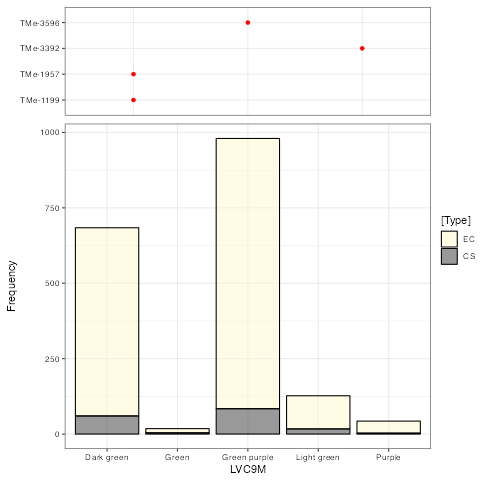 TMe-3596
TMe-3392
TMe-1957
TMe-1199
1000
750
500
250
0
Frequency
Dark green
Green
Green purple
Light green
Purple
LVC9M
[Type]
EC
CS